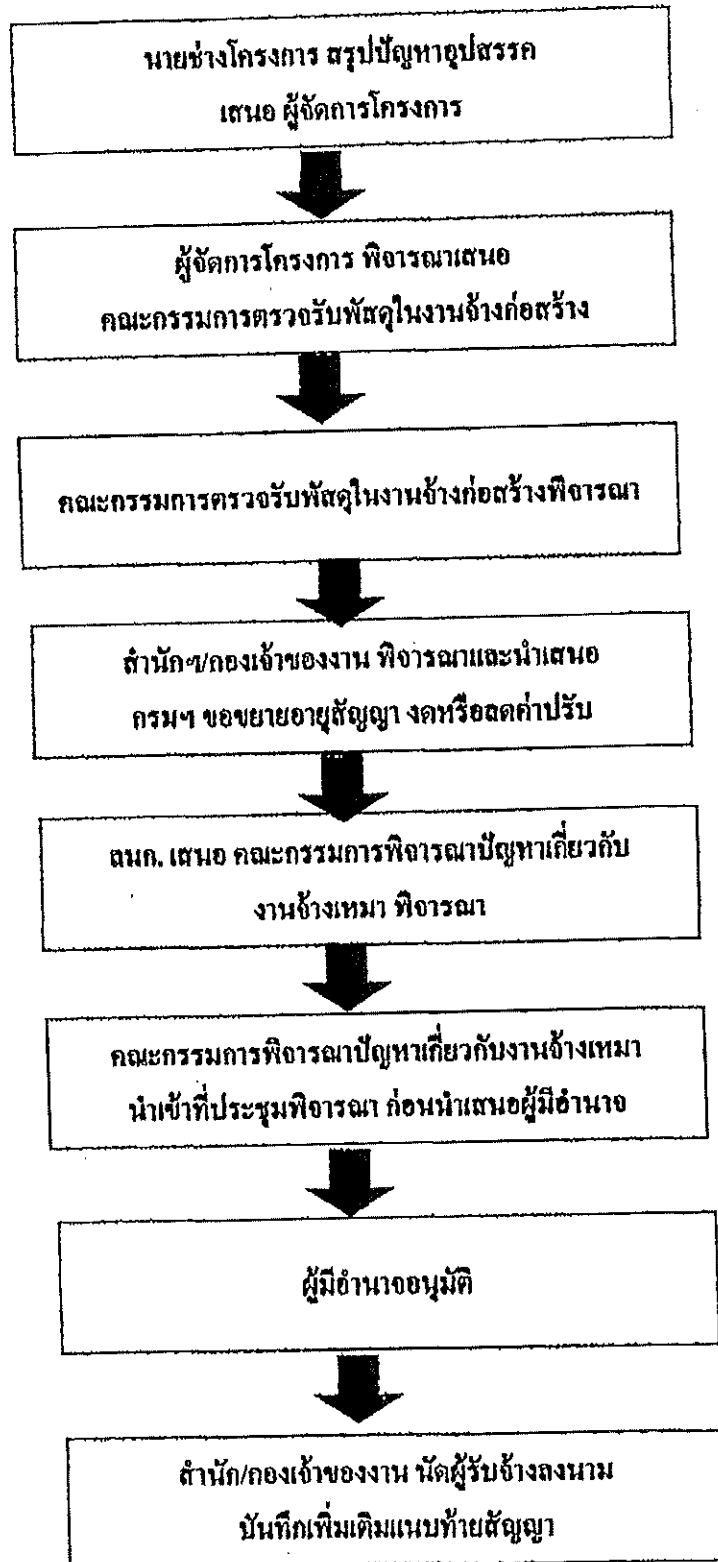 นายช่างโครงการ สรุปปัญหาอุปสรรค
เสนอ ผู้จัดการโครงการ
ผู้จัดการโครงการ พิจารณาเสนอ
คณะกรรมการตรวจรับพัสดุในงานจ้างก่อสร้าง
คณะกรรมการตรวจรับพัสดุในงานจ้างก่อสร้างพิจารณา
สำนักฯ/กองเจ้าของงาน พิจารณาและนำเสนอ
กรมฯ ขอขยายอายุสัญญา งดหรือลดค่าปรับ
สนก. เสนอ คณะกรรมการพิจารณาปัญหาเกี่ยวกับ
งานจ้างเหมา พิจารณา
คณะกรรมการพิจารณาปัญหาเกี่ยวกับงานจ้างเหมา
นำเข้าที่ประชุมพิจารณา ก่อนนำเสนอผู้มีอำนาจ
ผู้มีอำนาจอนุมัติ
สำนัก/กองเจ้าของงาน นัดผู้รับจ้างลงนาม
บันทึกเพิ่มเติมแนบท้ายสัญญา